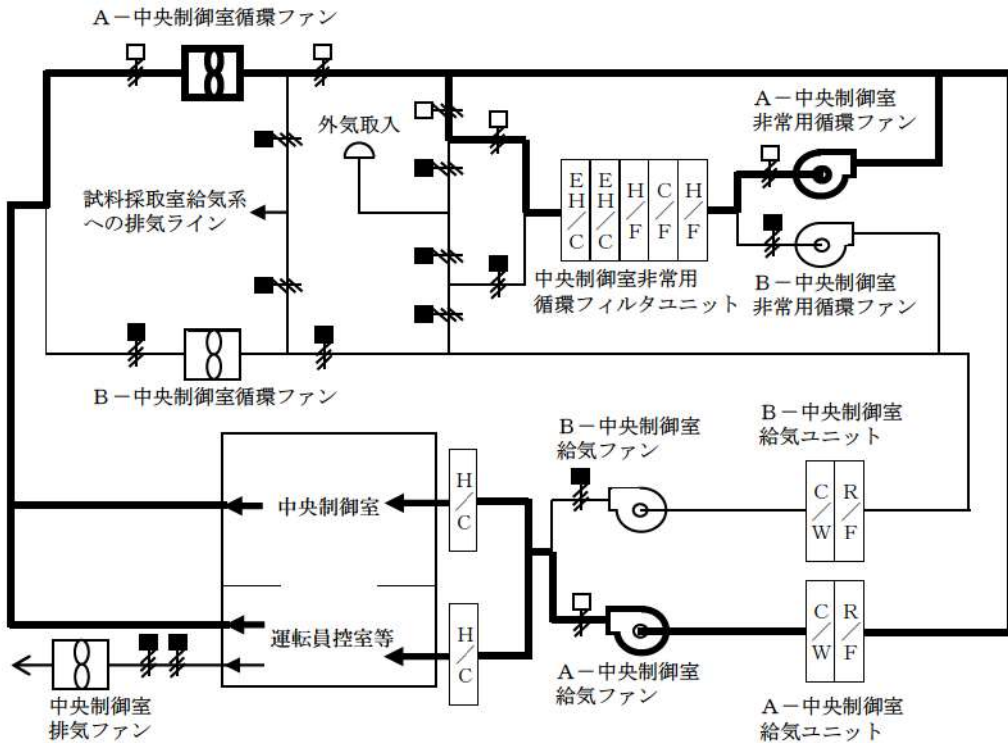 A－中央制御室循環ファン
外気取入
A－中央制御室
非常用循環ファン
試料採取室給気系
への排気ライン
EH/C
EH/C
H/F
C/F
H/F
中央制御室非常用
循環フィルタユニット
B－中央制御室
非常用循環ファン
B－中央制御室循環ファン
B－中央制御室
給気ファン
B－中央制御室
給気ユニット
中央制御室
H/C
C/W
R/F
運転員控室等
H/C
C/W
R/F
中央制御室
排気ファン
A－中央制御室
給気ファン
A－中央制御室
給気ユニット